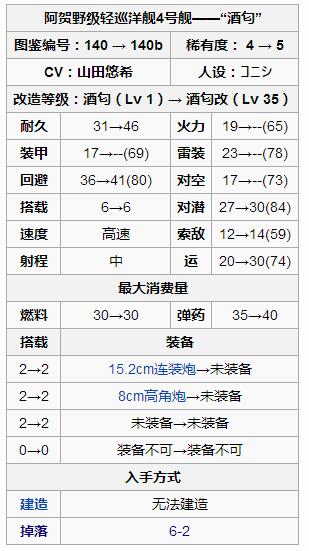 阿贺野级轻巡洋舰4号舰——“酒匂”
图鉴编号：140 → 140b 稀有度： 4 → 5
CV：山田悠希 人设：コニシ
改造等级：酒匂（Lv 1）→ 酒匂改（Lv 35）
耐久 31→46 火力 19→--(65)
装甲 17→--(69) 雷装 23→--(78)
回避 36→41(80) 对空 17→--(73)
搭载 6→6 对潜 27→30(84)
速度 高速 索敌 12→14(59)
射程 中 运 20→30(74)
最大消费量
燃料 30→30 弹药 35→40
搭载 装备
2→2 15.2cm连装炮→未装备
2→2 8cm高角炮→未装备
2→2 未装备→未装备
0→0 装备不可→装备不可
入手方式
建造 无法建造
掉落 6-2